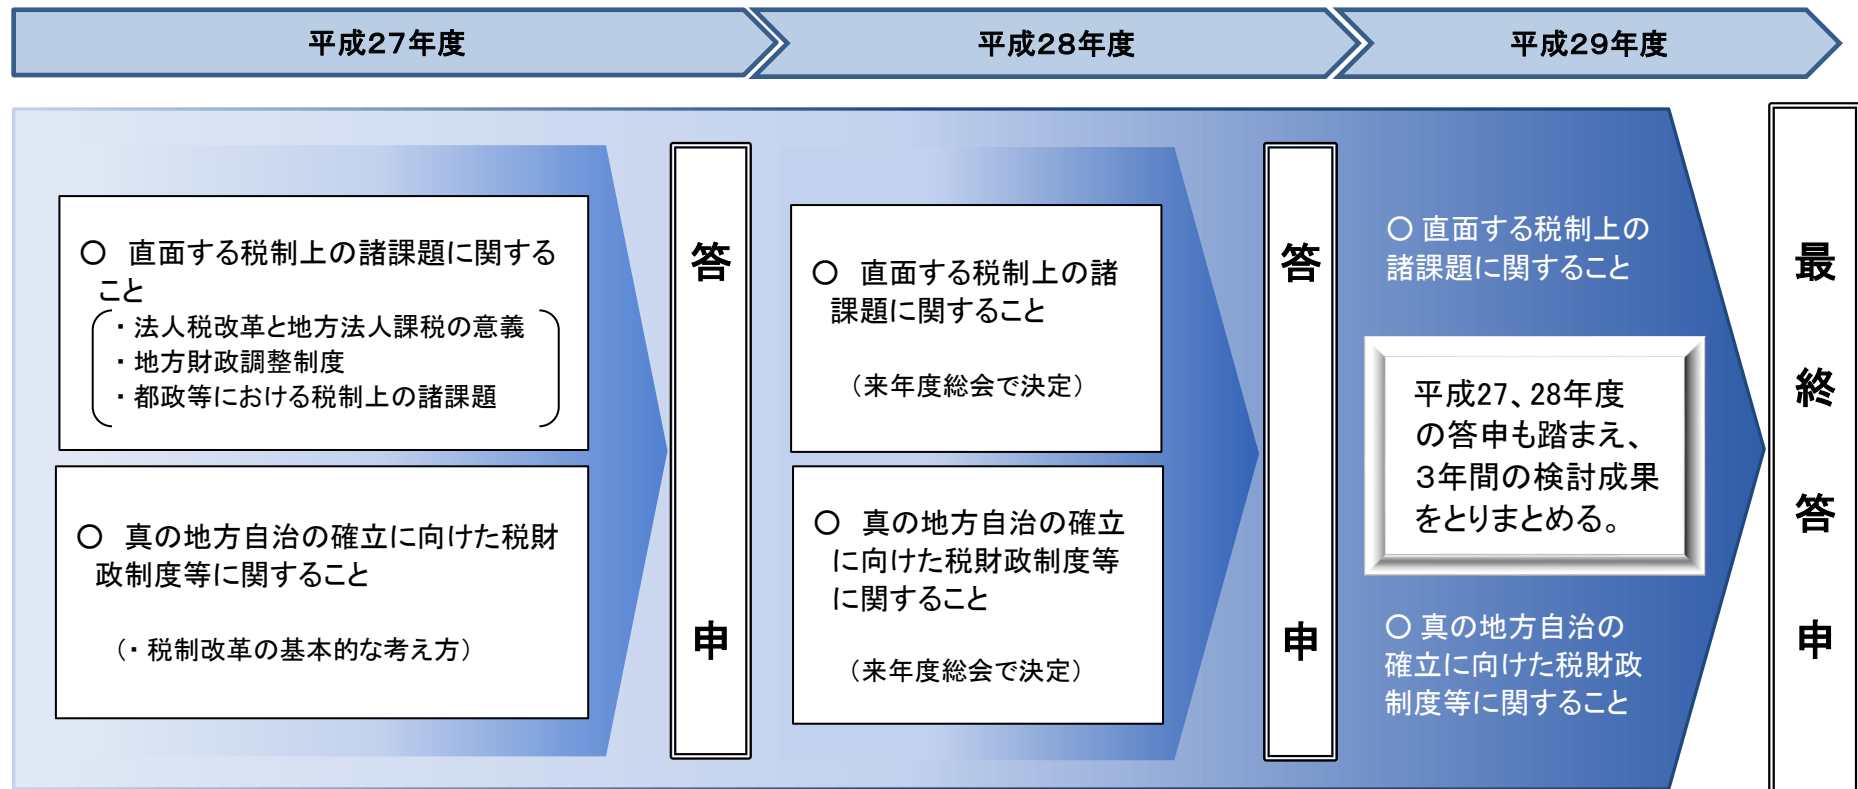 平成27年度
平成28年度
平成29年度
○ 直面する税制上の諸課題に関する
こと
・法人税改革と地方法人課税の意義
・地方財政調整制度
・都政等における税制上の諸課題
○ 真の地方自治の確立に向けた税財
政制度等に関すること
（・税制改革の基本的な考え方）
答申
○ 直面する税制上の諸
課題に関すること
（来年度総会で決定）
○ 真の地方自治の確立
に向けた税財政制度等
に関すること
（来年度総会で決定）
答申
○ 直面する税制上の
諸課題に関すること
平成27、28年度
の答申も踏まえ、
３年間の検討成果
をとりまとめる。
○ 真の地方自治の
確立に向けた税財政
制度等に関すること
最終答申